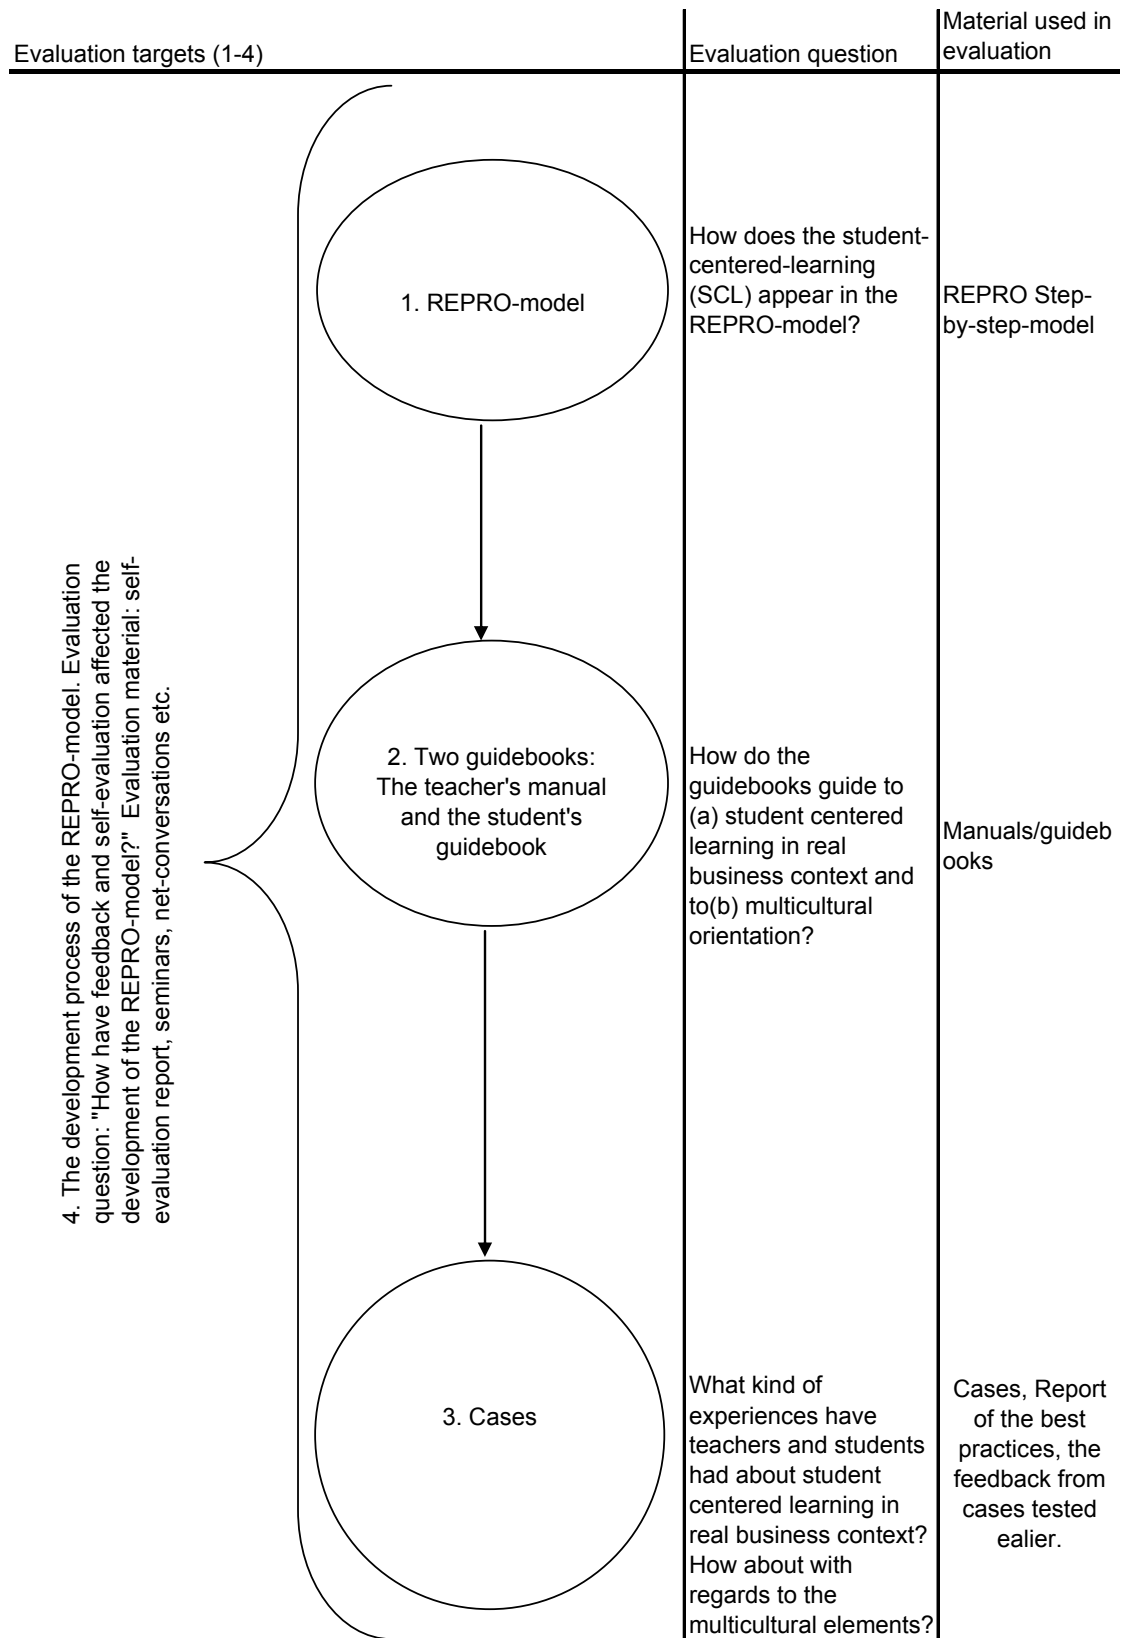 Evaluation targets (1-4)
Evaluation question
Material used in
evaluation
1. REPRO-model
How does the student-
centered-learning
(SCL) appear in the
REPRO-model?
REPRO Step-
by-step-model
4. The development process of the REPRO-model. Evaluation
question: "How have feedback and self-evaluation affected the
development of the REPRO-model?" Evaluation material: self-
evaluation report, seminars, net-conversations etc.
2. Two guidebooks:
The teacher's manual
and the student's
guidebook
How do the
guidebooks guide to
(a) student centered
learning in real
business context and
to(b) multicultural
orientation?
Manuals/guideb
ooks
3. Cases
What kind of
experiences have
teachers and students
had about student
centered learning in
real business context?
How about with
regards to the
multicultural elements?
Cases, Report
of the best
practices, the
feedback from
cases tested
ealier.